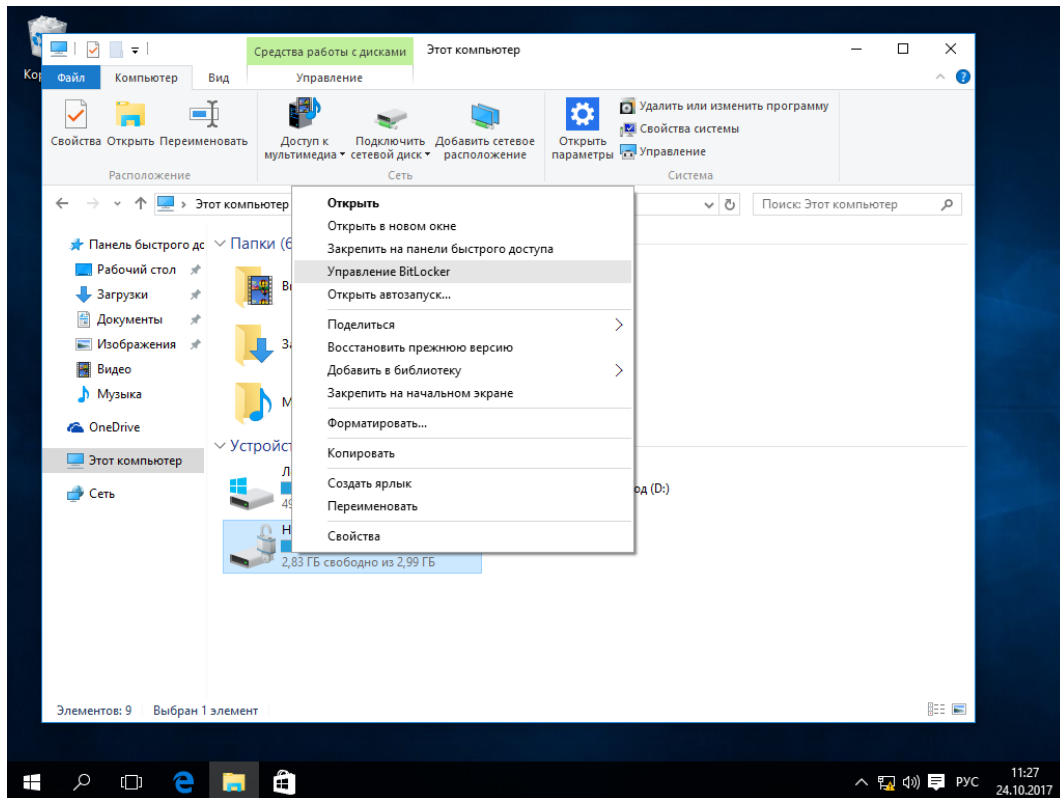 Кор
Средства работы с дисками
Этот компьютер
Файл
Компьютер
Вид
Управление
Свойства
Открыть
Переименовать
Доступ к мультимедиа
Подключить сетевой диск
Добавить сетевое расположение
Открыть параметры
Удалить или изменить программу
Свойства системы
Управление
Расположение
Сеть
Система
Этот компьютер
Поиск: Этот компьютер
Панель быстрого дс
Рабочий стол
Загрузки
Документы
Изображения
Видео
Музыка
OneDrive
Этот компьютер
Сеть
Папки (6
За
М
Устройст
49
Н
2,83 ГБ свободно из 2,99 ГБ
од (D:)
Открыть
Открыть в новом окне
Закрепить на панели быстрого доступа
Управление BitLocker
Открыть автозапуск...
Поделиться
Восстановить прежнюю версию
Добавить в библиотеку
Закрепить на начальном экране
Форматировать...
Копировать
Создать ярлык
Переименовать
Свойства
Элементов: 9
Выбран 1 элемент
РУС
11:27
24.10.2017